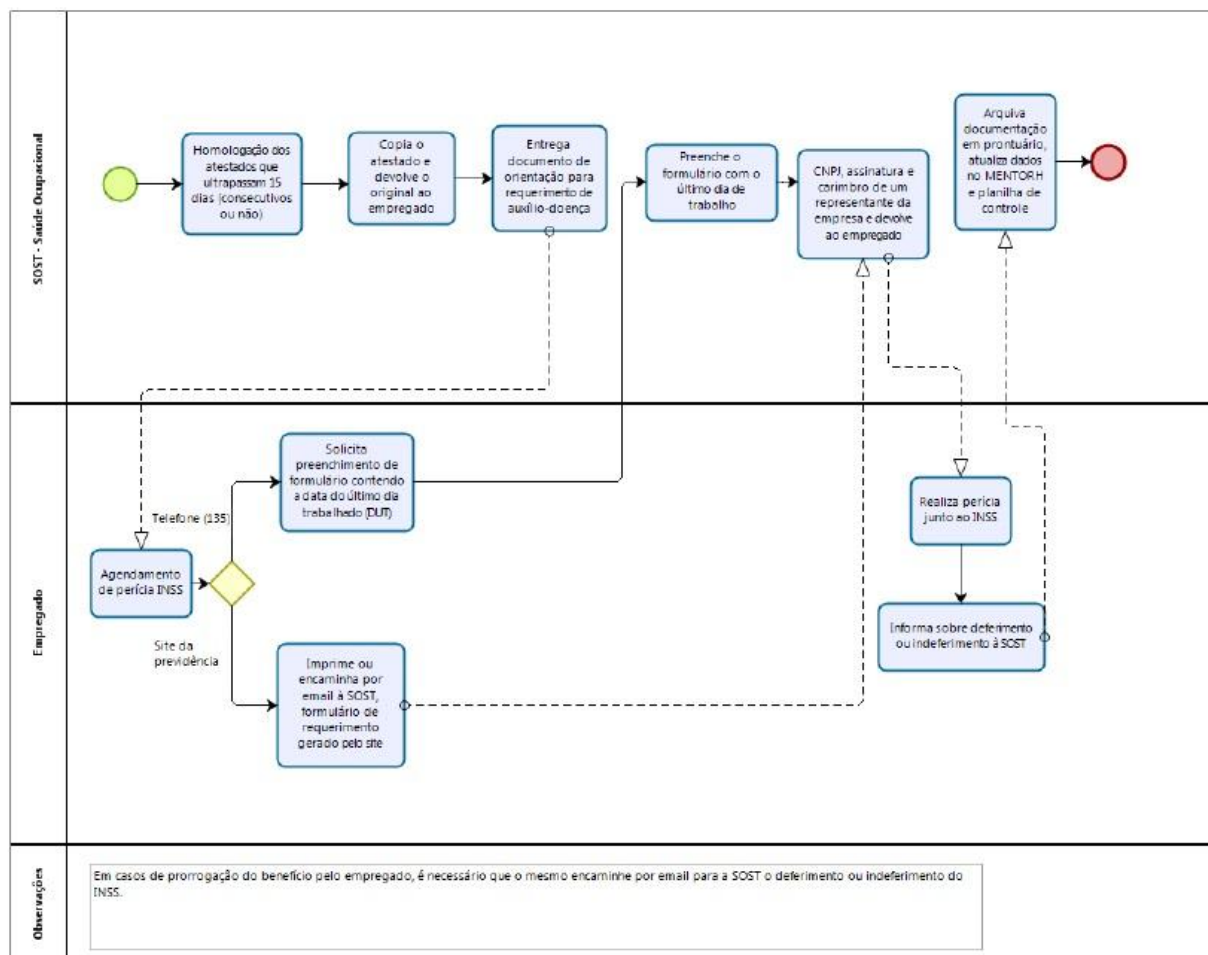 SOST - Saúde Ocupacional
Homologação dos
atestados que
ultrapassam 15
dias (consecutivos
ou não)
Copia o
atestado e
devolve o
original ao
empregado
Entrega
documento de
orientação para
requerimento de
auxílio-doença
Preenche o
formulário com o
último dia de
trabalho
CNPJ, assinatura e
carimbro de um
representante da
empresa e devolve
ao empregado
Arquiva
documentação
em prontuário,
atualiza dados
no MENTORH
e planilha de
controle
Empregado
Solicita
preenchimento de
formulário contendo
a data do último dia
trabalhado (DUT)
Telefone (135)
Agendamento
de perícia INSS
Site da
previdência
Imprime ou
encaminha por
email à SOST,
formulário de
requerimento
gerado pelo site
Realiza perícia
junto ao INSS
Informa sobre deferimento
ou indeferimento à SOST
Observações
Em casos de prorrogação do benefício pelo empregado, é necessário que o mesmo encaminhe por email para a SOST o deferimento ou indeferimento do
INSS.